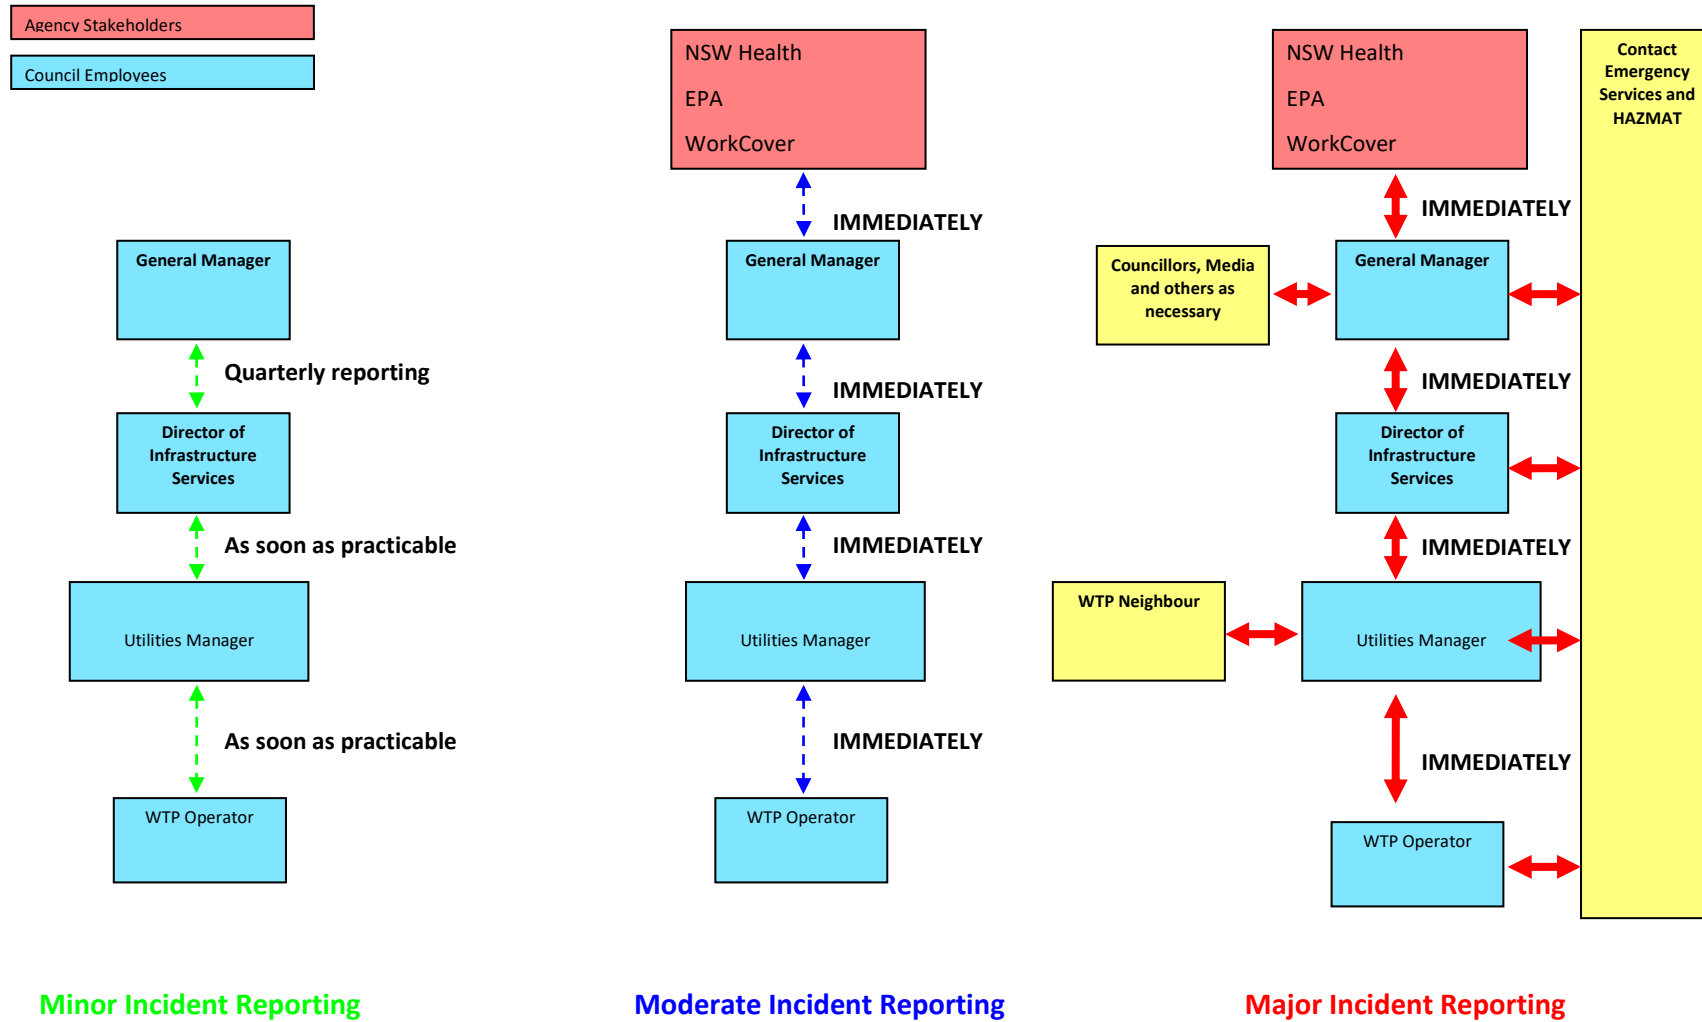 Agency Stakeholders
Council Employees
General Manager
Quarterly reporting
Director of
Infrastructure
Services
As soon as practicable
Utilities Manager
As soon as practicable
WTP Operator
Minor Incident Reporting
NSW Health
EPA
WorkCover
IMMEDIATELY
General Manager
IMMEDIATELY
Director of
Infrastructure
Services
IMMEDIATELY
Utilities Manager
IMMEDIATELY
WTP Operator
Moderate Incident Reporting
NSW Health
EPA
WorkCover
IMMEDIATELY
Councillors, Media
and others as
necessary
General Manager
IMMEDIATELY
Director of
Infrastructure
Services
IMMEDIATELY
WTP Neighbour
Utilities Manager
IMMEDIATELY
WTP Operator
Contact
Emergency
Services and
HAZMAT
Major Incident Reporting